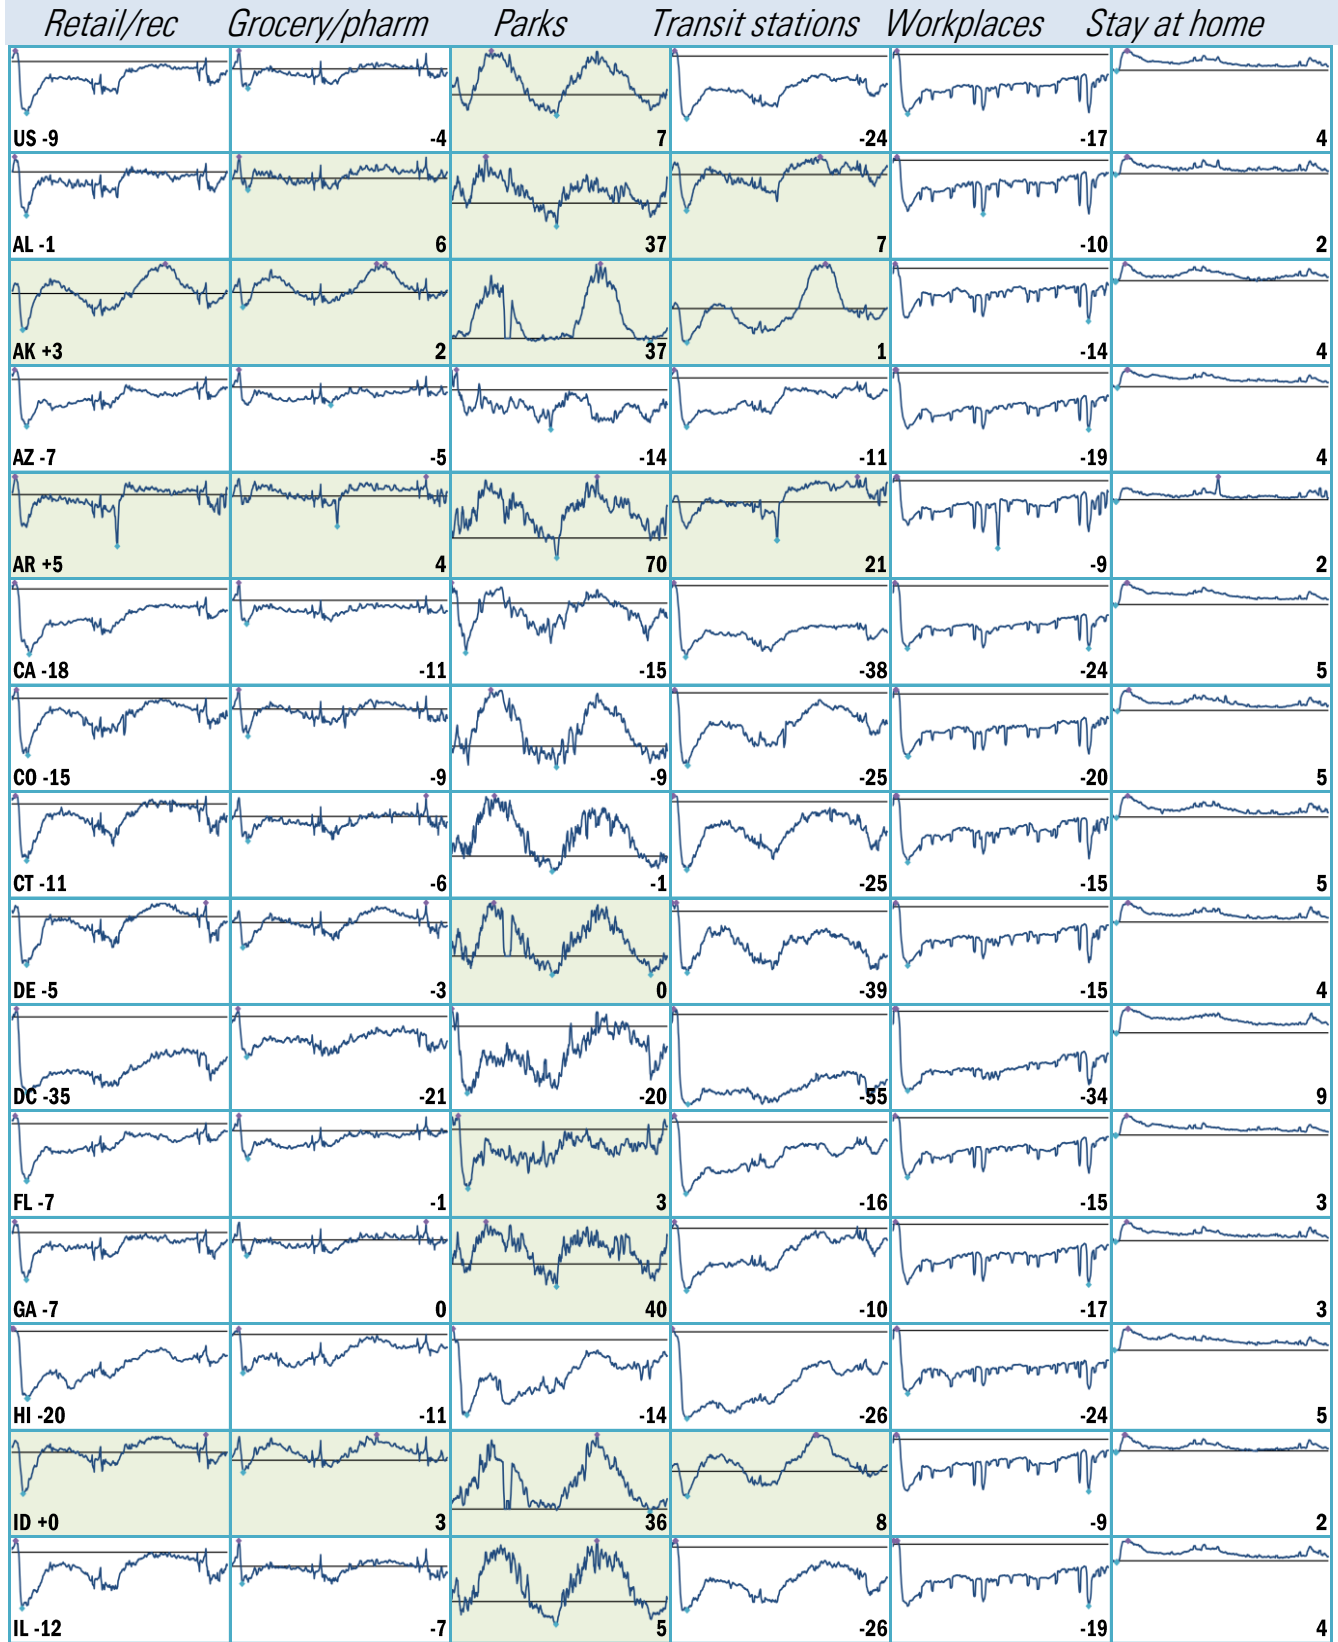 Retail/rec Grocery/pharm Parks Transit stations Workplaces Stay at home
US -9 -4 7 -24 -17 4
AL -1 6 37 7 -10 2
AK +3 2 37 1 -14 4
AZ -7 -5 -14 -11 -19 4
AR +5 4 70 21 -9 2
CA -18 -11 -15 -38 -24 5
CO -15 -9 -9 -25 -20 5
CT -11 -6 -1 -25 -15 5
DE -5 -3 0 -39 -15 4
DC -35 -21 -20 -55 -34 9
FL -7 -1 3 -16 -15 3
GA -7 0 40 -10 -17 3
HI -20 -11 -14 -26 -24 5
ID +0 3 36 8 -9 2
IL -12 -7 5 -26 -19 4